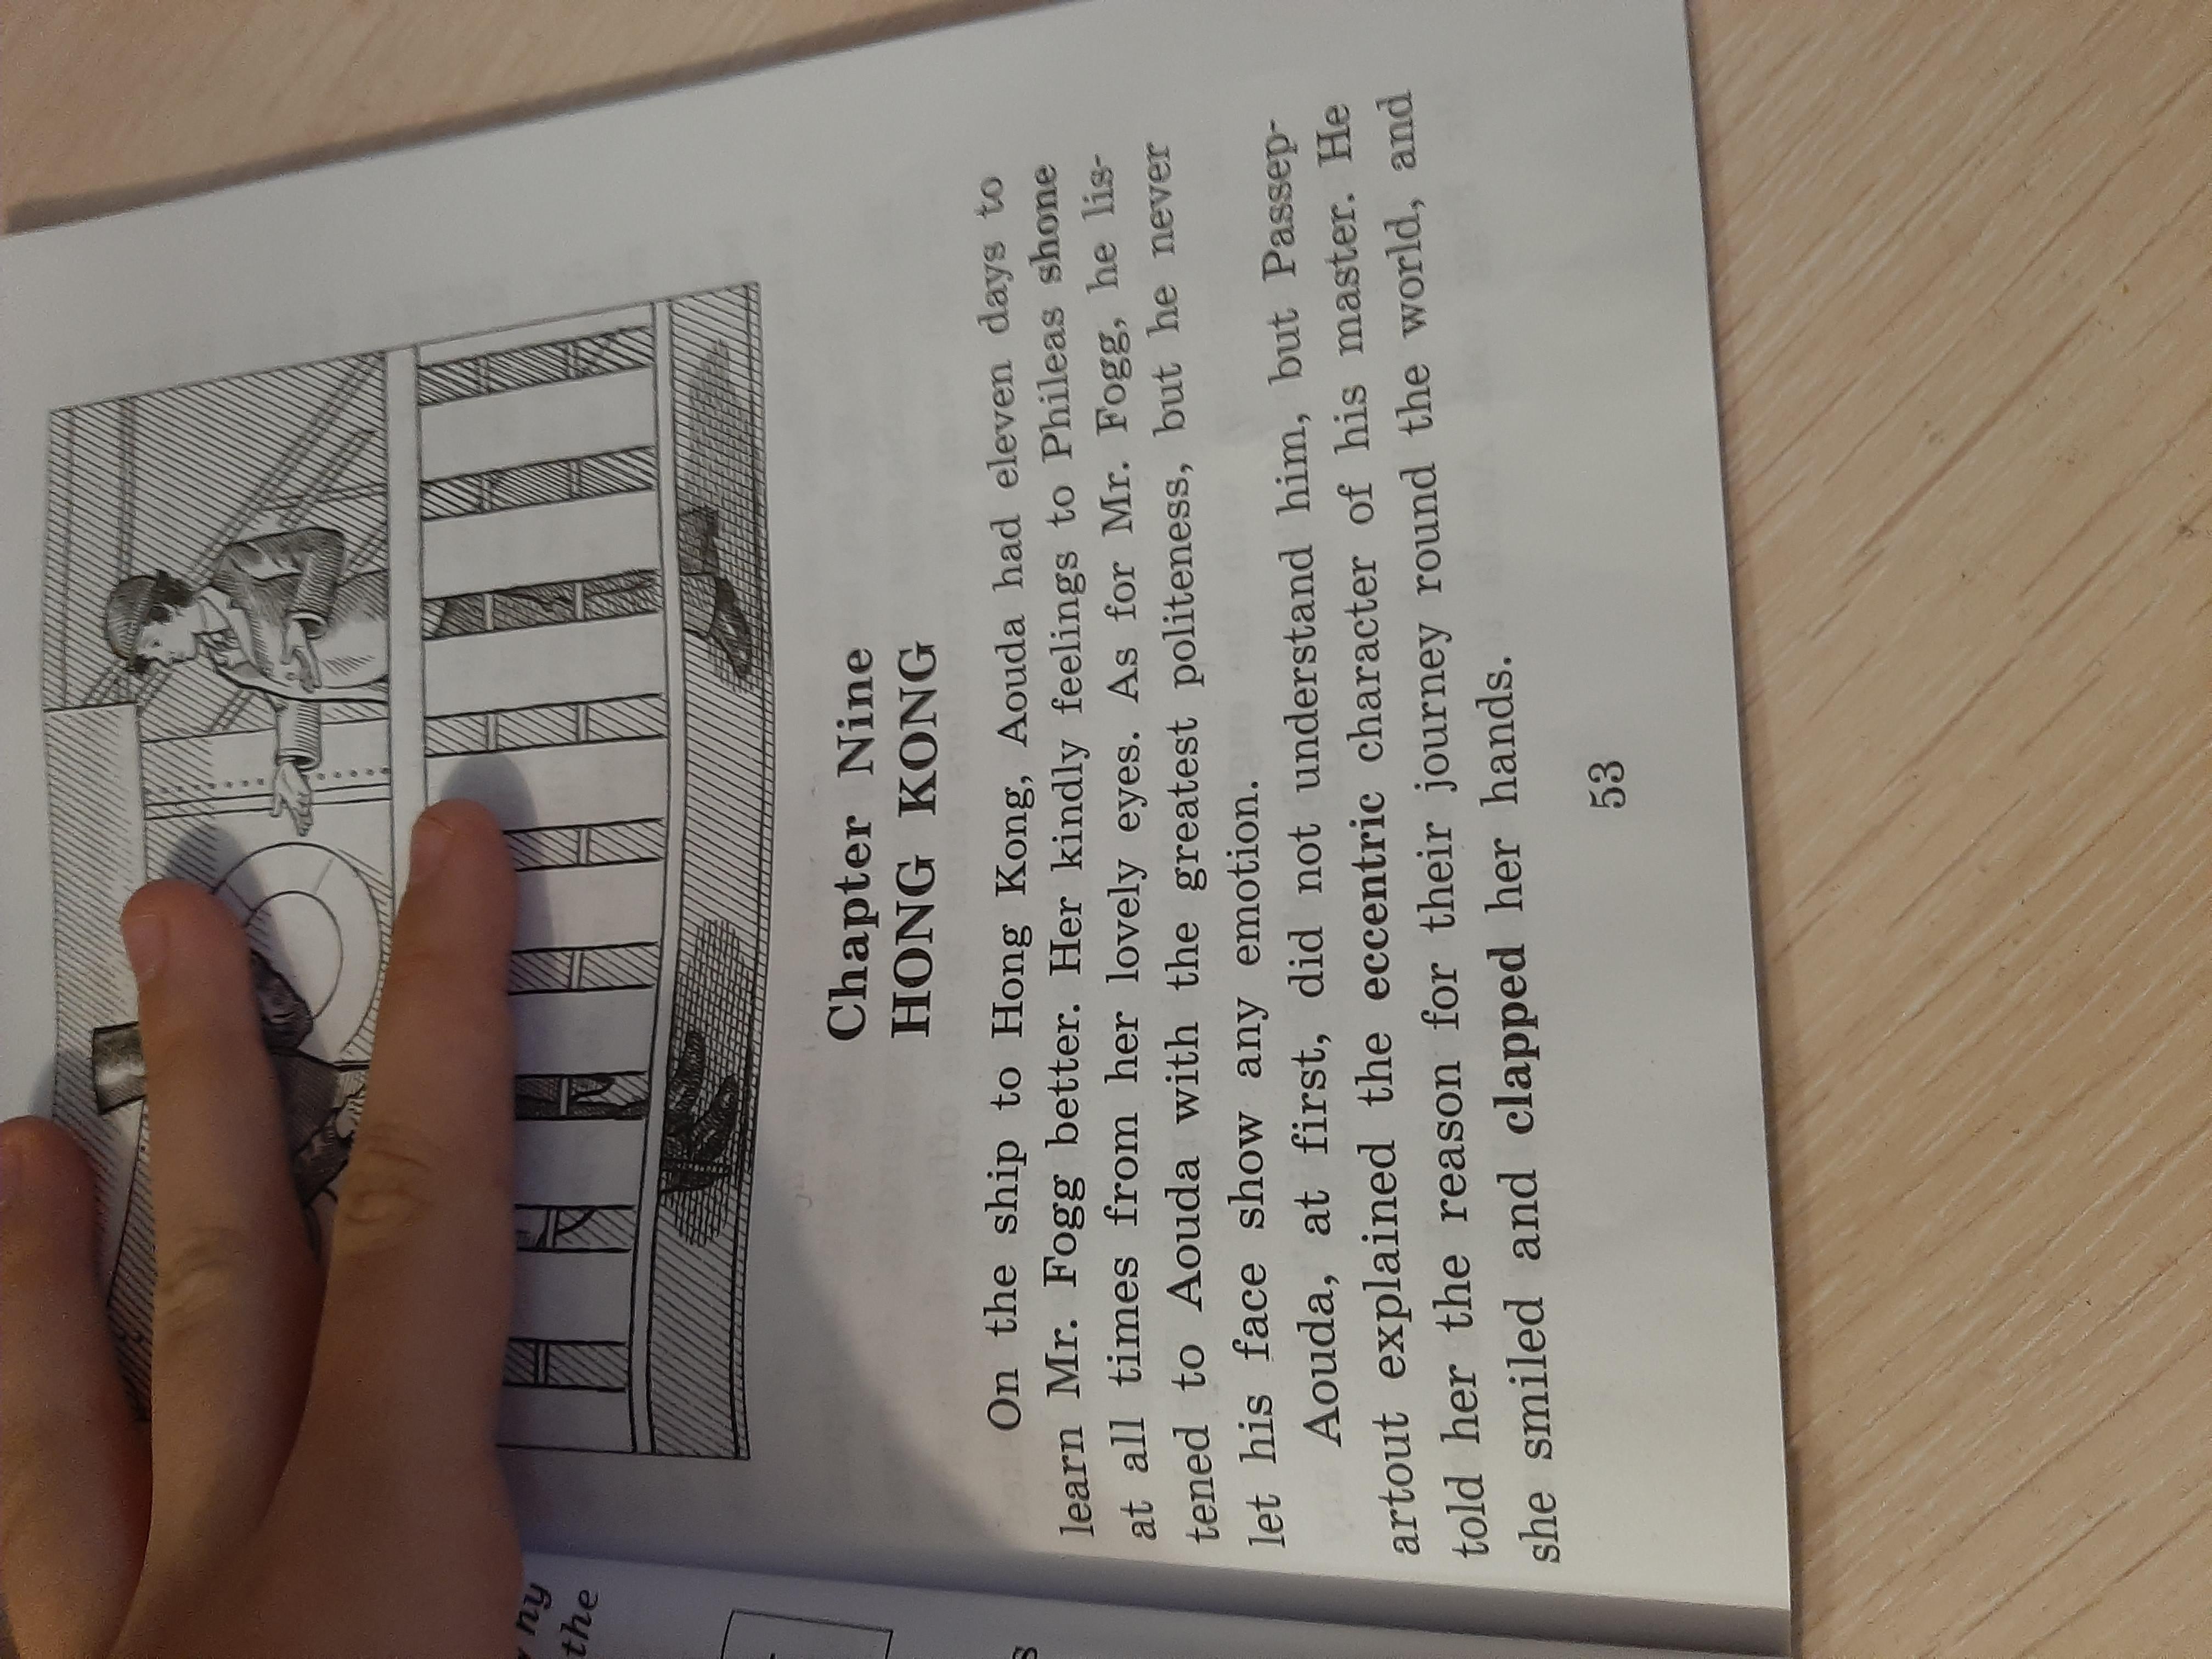 ny
the
s
Chapter Nine
HONG KONG
On the ship to Hong Kong, Aouda had eleven days to
learn Mr. Fogg better. Her kindly feelings to Phileas shone
at all times from her lovely eyes. As for Mr. Fogg, he lis-
tened to Aouda with the greatest politeness, but he never
let his face show any emotion.
Aouda, at first, did not understand him, but Passep-
artout explained the eccentric character of his master. He
told her the reason for their journey round the world, and
she smiled and clapped her hands.
53